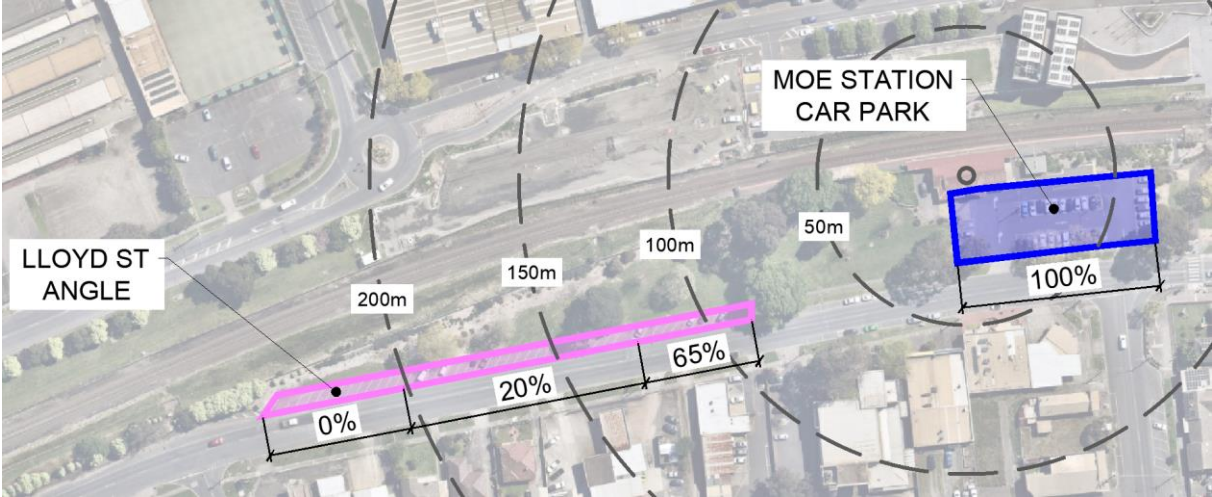 MOE STATION
CAR PARK
LLOYD ST
ANGLE
200m
150m
100m
50m
0%
20%
65%
100%